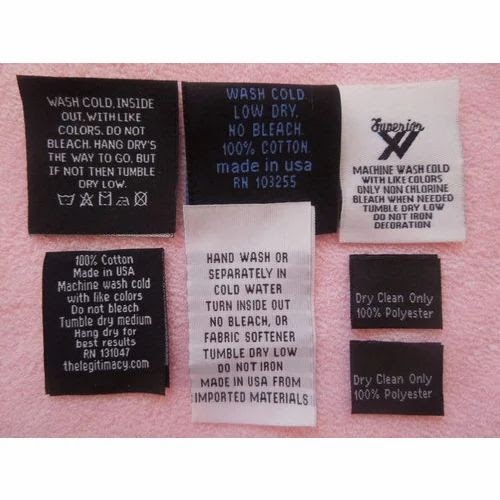 WASH COLD, INSIDE
OUT, WITH LIKE
COLORS. DO NOT
BLEACH. HANG DRY'S
THE WAY TO GO, BUT
IF NOT THEN TUMBLE
DRY LOW.
WASH COLD.
LOW DRY.
NO BLEACH.
100% COTTON.
made in usa
RN 103255
Superior
XV
MACHINE WASH COLD
WITH LIKE COLORS
ONLY NON CHLORINE
BLEACH WHEN NEEDED
TUMBLE DRY LOW
DO NOT IRON
DECORATION
100% Cotton
Made in USA
Machine wash cold
with like colors
Do not bleach
Tumble dry medium
Hang dry for
best results
RN 131047
thelegitimacy.com
HAND WASH OR
SEPARATELY IN
COLD WATER
TURN INSIDE OUT
NO BLEACH, OR
FABRIC SOFTENER
TUMBLE DRY LOW
DO NOT IRON
MADE IN USA FROM
IMPORTED MATERIALS
Dry Clean Only
100% Polyester
Dry Clean Only
100% Polyester